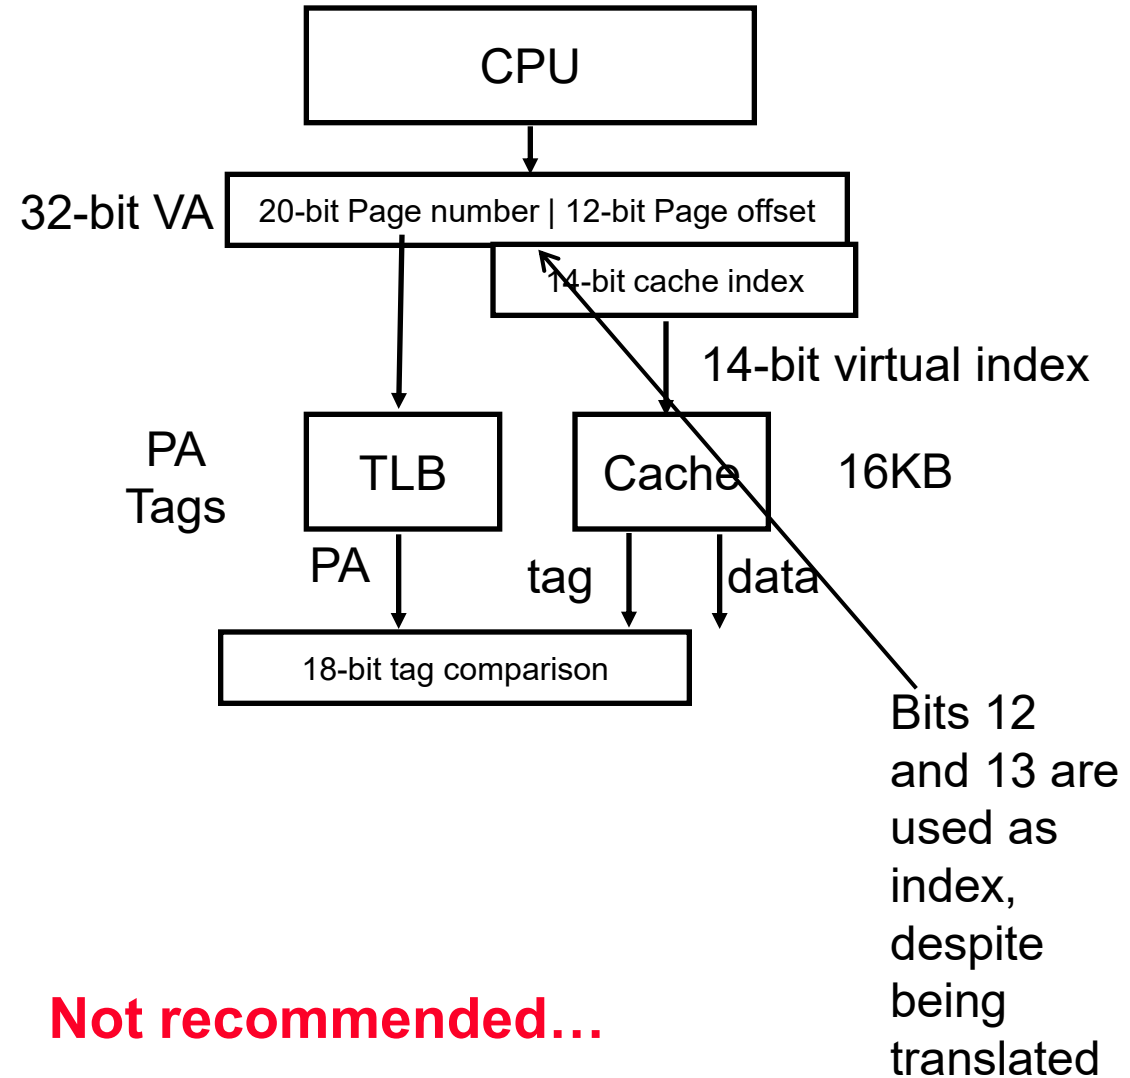 CPU
32-bit VA
20-bit Page number | 12-bit Page offset
14-bit cache index
14-bit virtual index
PA
Tags
TLB
Cache
16KB
PA
tag
data
18-bit tag comparison
Bits 12
and 13 are
used as
index,
despite
being
translated
Not recommended…